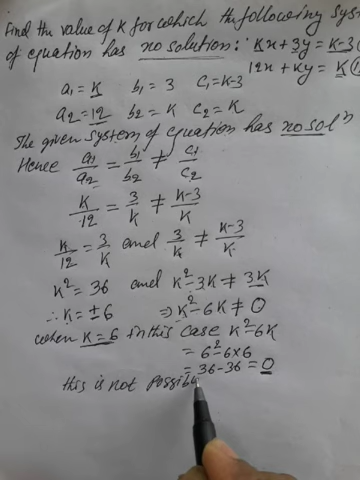 Find the value of K for which the following Syst
of equation has no solution: Kx + 3y = K-3 (
12x + Ky = K (
a₁ = K b₁ = 3 C₁ = K-3
a₂ = 12 b₂ = K C₂ = K
The given system of equation has no solⁿ
Hence a₁/a₂ = b₁/b₂ ≠ C₁/C₂
K/12 = 3/K ≠ K-3/K
K/12 = 3/K and 3/K ≠ K-3/K
K² = 36 and K²-3K ≠ 3K
∴ K = ±6 ⇒ K²-6K ≠ 0
when K = 6 in this case K²-6K
= 6²-6×6
= 36-36 = 0
this is not possib